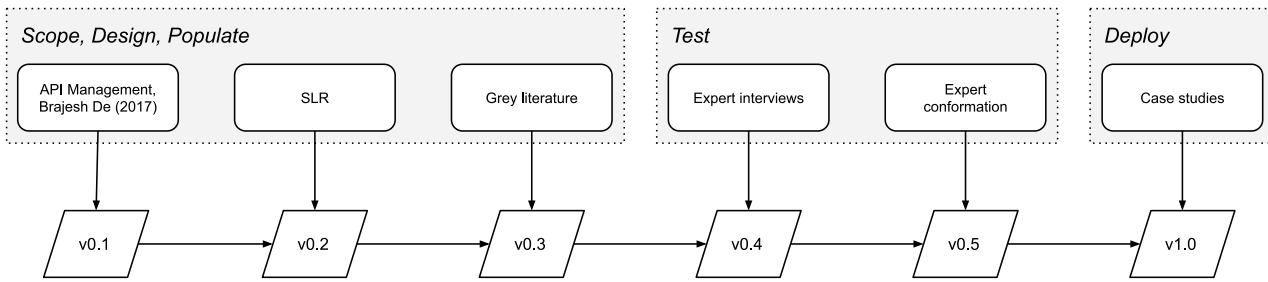 Scope, Design, Populate
Test
Deploy
API Management,
Brajesh De (2017)
SLR
Grey literature
Expert interviews
Expert
conformation
Case studies
v0.1
v0.2
v0.3
v0.4
v0.5
v1.0